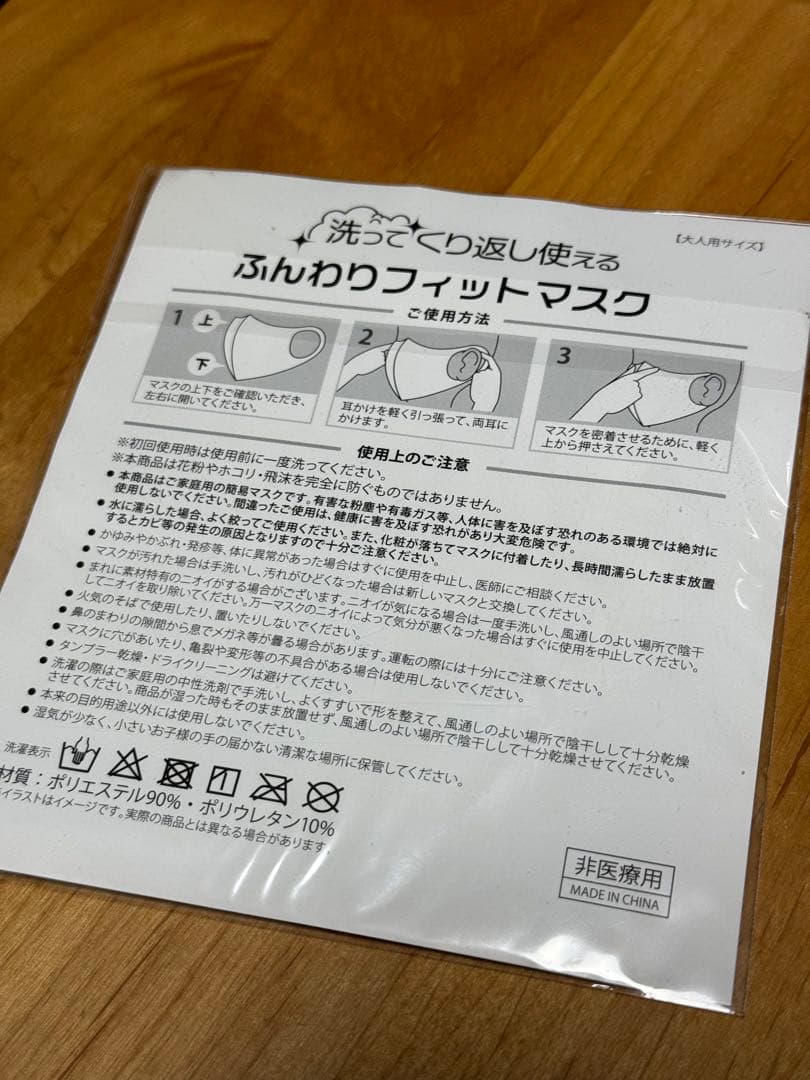 洗ってくり返し使える
【大人用サイズ】
ふんわりフィットマスク
ご使用方法
1
上
下
マスクの上下をご確認いただき、
左右に開いてください。
2
耳かけを軽く引っ張って、両耳に
かけます。
3
マスクを密着させるために、軽く
上から押さえてください。
使用上のご注意
※初回使用時は使用前に一度洗ってください。
※本商品は花粉やホコリ・飛沫を完全に防ぐものではありません。
● 本商品はご家庭用の簡易マスクです。有害な粉塵や有毒ガス等、人体に害を及ぼす恐れのある環境では絶対に
使用しないでください。間違ったご使用は、健康に害を及ぼす恐れがあり大変危険です。
● 水に濡らした場合、よく絞ってご使用ください。また、化粧が落ちてマスクに付着したり、長時間濡らしたまま放置
するとカビ等の発生の原因となりますので十分ご注意ください。
● かゆみやかぶれ・発疹等、体に異常があった場合はすぐに使用を中止し、医師にご相談ください。
● マスクが汚れた場合は手洗いし、汚れがひどくなった場合は新しいマスクと交換してください。
● まれに素材特有のニオイがする場合がございます。ニオイが気になる場合は一度手洗いし、風通しのよい場所で陰干
してニオイを取り除いてください。万一マスクのニオイによって気分が悪くなった場合はすぐに使用を中止してください。
● 火気のそばで使用したり、置いたりしないでください。
● 鼻のまわりの隙間から息でメガネ等が曇る場合があります。運転の際には十分にご注意ください。
● マスクに穴があいたり、亀裂や変形等の不具合がある場合は使用しないでください。
● タンブラー乾燥・ドライクリーニングは避けてください。
● 洗濯の際はご家庭用の中性洗剤で手洗いし、よくすすいで形を整えて、風通しのよい場所で陰干しして十分乾燥
させてください。商品が湿った時もそのまま放置せず、風通しのよい場所で陰干しして十分乾燥させてください。
● 本来の目的用途以外には使用しないでください。
● 湿気が少なく、小さいお子様の手の届かない清潔な場所に保管してください。
洗濯表示
材質：ポリエステル90%・ポリウレタン10%
イラストはイメージです。実際の商品とは異なる場合があります。
非医療用
MADE IN CHINA